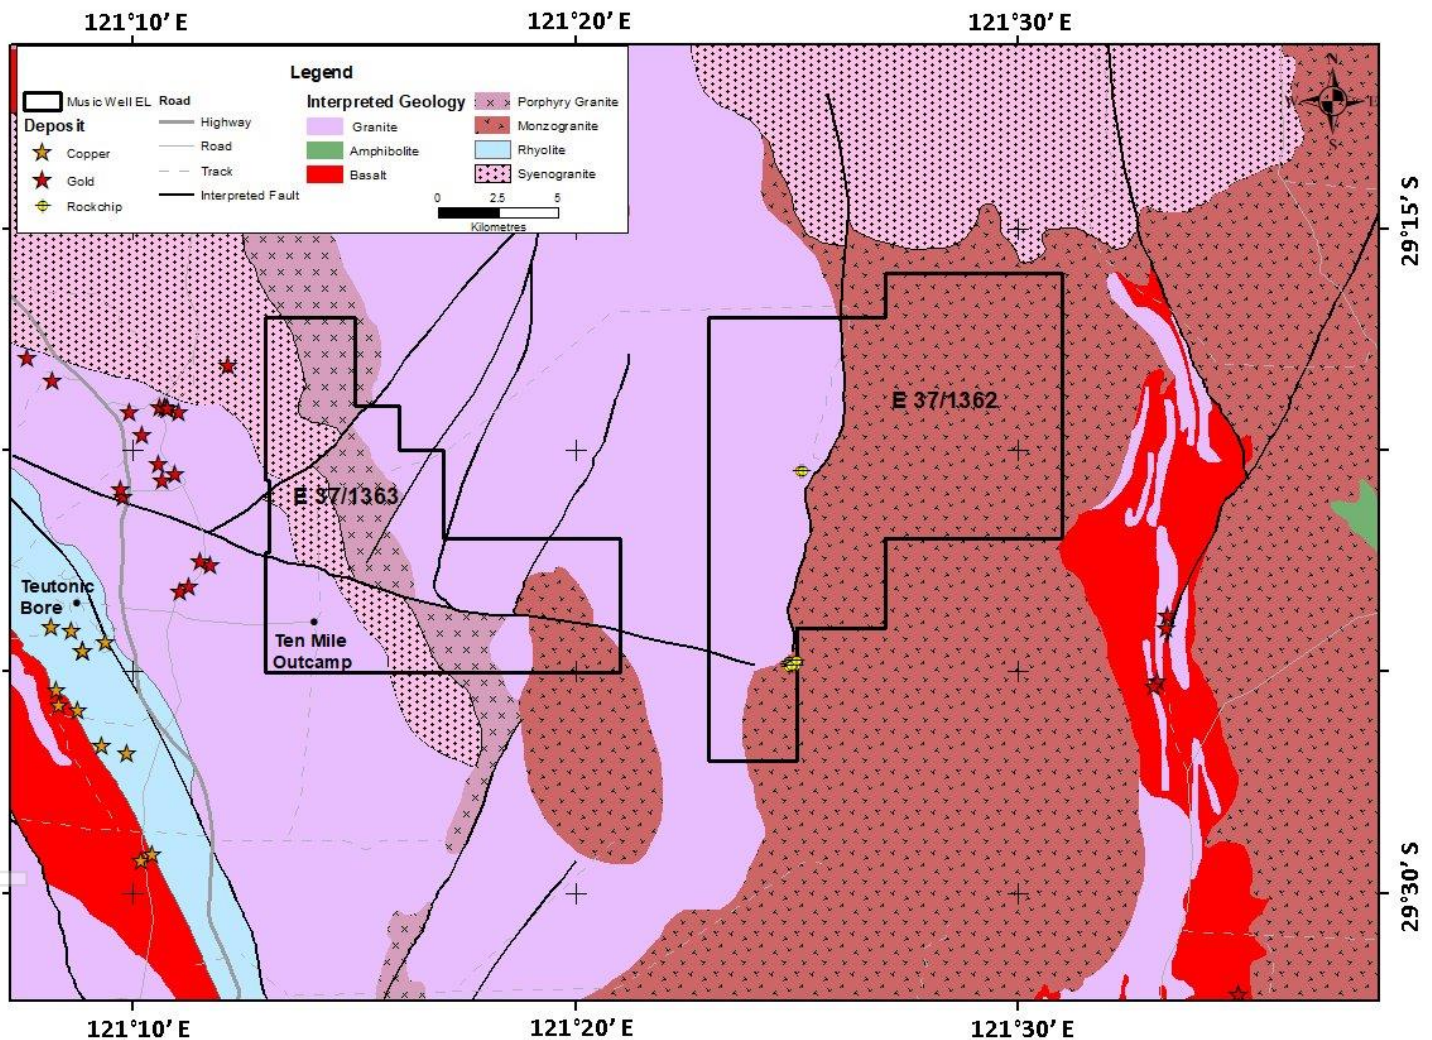 121°10' E
121°20' E
121°30' E
Legend
Music Well EL
Deposit
Copper
Gold
Rockchip
Road
Highway
Road
Track
Interpreted Fault
Interpreted Geology
Granite
Amphibolite
Basalt
Porphyry Granite
Monzogranite
Rhyolite
Syenogranite
0 2.5 5
Kilometres
N
W E
S
29°15' S
E 37/1362
E 37/1363
Teutonic
Bore
Ten Mile
Outcamp
29°30' S
121°10' E
121°20' E
121°30' E